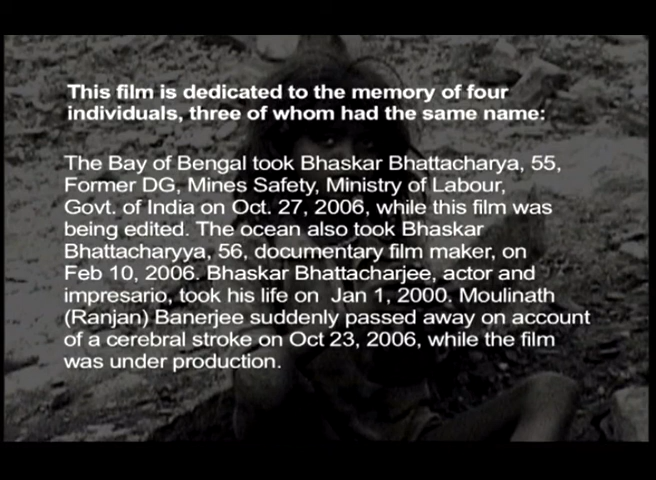 This film is dedicated to the memory of four
individuals, three of whom had the same name:
The Bay of Bengal took Bhaskar Bhattacharya, 55,
Former DG, Mines Safety, Ministry of Labour,
Govt. of India on Oct. 27, 2006, while this film was
being edited. The ocean also took Bhaskar
Bhattacharyya, 56, documentary film maker, on
Feb 10, 2006. Bhaskar Bhattacharjee, actor and
impresario, took his life on Jan 1, 2000. Moulinath
(Ranjan) Banerjee suddenly passed away on account
of a cerebral stroke on Oct 23, 2006, while the film
was under production.